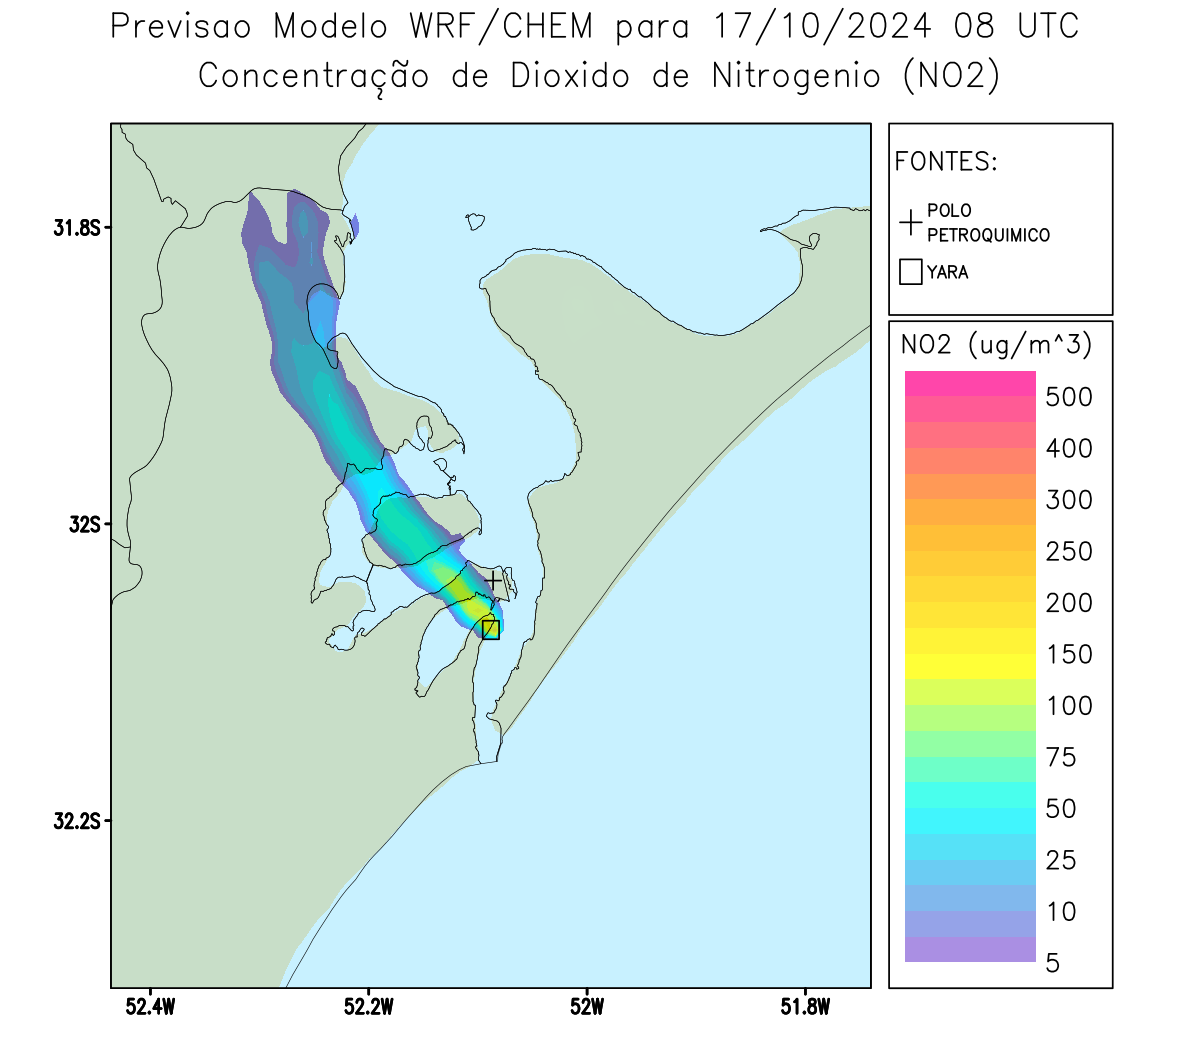 Previsao Modelo WRF/CHEM para 17/10/2024 08 UTC
Concentração de Dioxido de Nitrogenio (NO2)
FONTES:
POLO
PETROQUIMICO
YARA
NO2 (ug/m^3)
500
400
300
250
200
150
100
75
50
25
10
5
31.8S
32S
32.2S
52.4W
52.2W
52W
51.8W